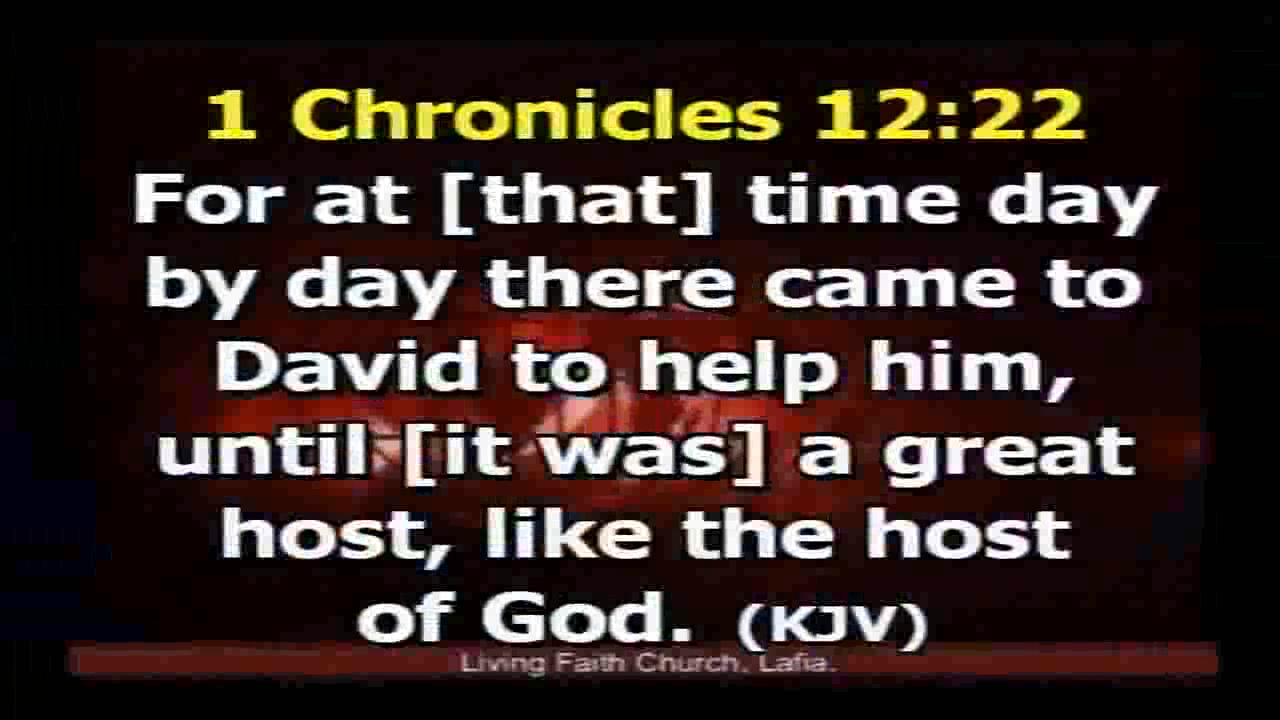 1 Chronicles 12:22
For at [that] time day
by day there came to
David to help him,
until [it was] a great
host, like the host
of God. (KJV)
Living Faith Church, Lafia.